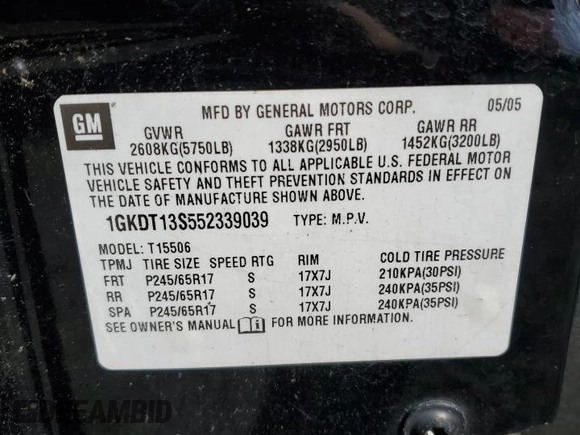 GM
MFD BY GENERAL MOTORS CORP. 05/05
GVWR GAWR FRT GAWR RR
2608KG(5750LB) 1338KG(2950LB) 1452KG(3200LB)
THIS VEHICLE CONFORMS TO ALL APPLICABLE U.S. FEDERAL MOTOR
VEHICLE SAFETY AND THEFT PREVENTION STANDARDS IN EFFECT ON
THE DATE OF MANUFACTURE SHOWN ABOVE.
1GKDT13S552339039 TYPE: M.P.V.
MODEL: T15506
TPMJ TIRE SIZE SPEED RTG RIM COLD TIRE PRESSURE
FRT P245/65R17 S 17X7J 210KPA(30PSI)
RR P245/65R17 S 17X7J 240KPA(35PSI)
SPA P245/65R17 S 17X7J 240KPA(35PSI)
SEE OWNER'S MANUAL FOR MORE INFORMATION.